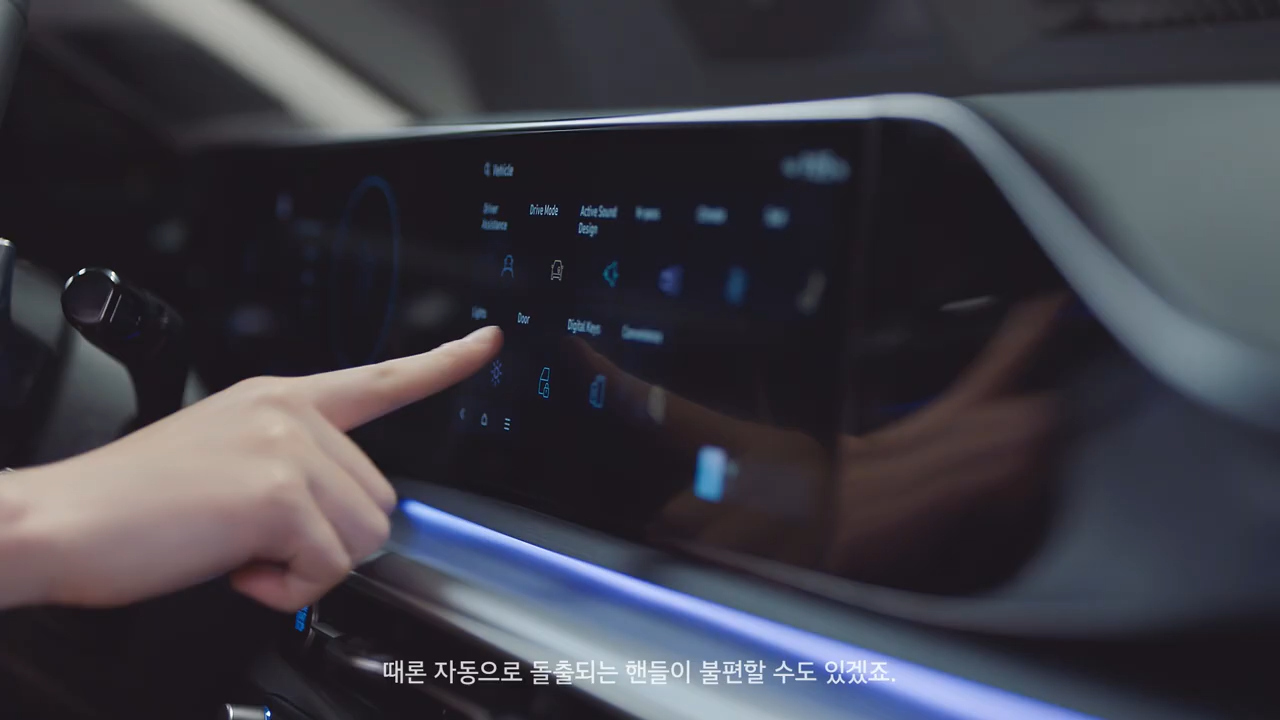 Vehicle
Driver Assistance
Drive Mode
Active Sound Design
Lights
Door
Digital Keys
Convenience
때론 자동으로 돌출되는 핸들이 불편할 수도 있겠죠.